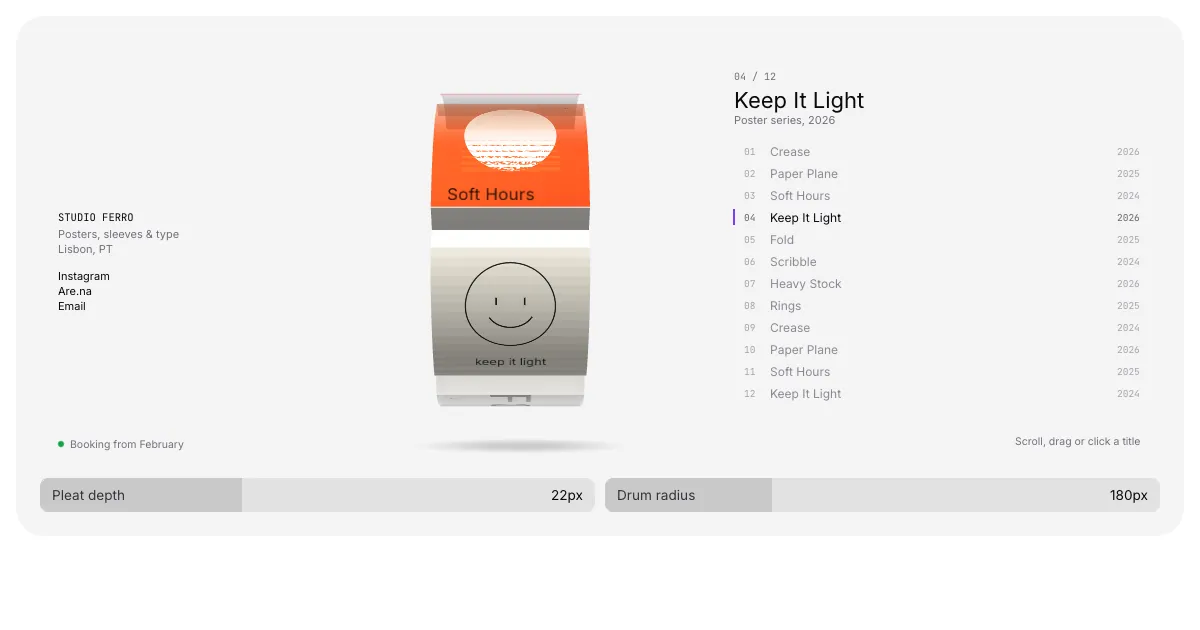 STUDIO FERRO
Posters, sleeves & type
Lisbon, PT
Instagram
Are.na
Email
Booking from February
Soft Hours
keep it light
04 / 12
Keep It Light
Poster series, 2026
01 Crease 2026
02 Paper Plane 2025
03 Soft Hours 2024
04 Keep It Light 2026
05 Fold 2025
06 Scribble 2024
07 Heavy Stock 2026
08 Rings 2025
09 Crease 2024
10 Paper Plane 2026
11 Soft Hours 2025
12 Keep It Light 2024
Scroll, drag or click a title
Pleat depth 22px
Drum radius 180px